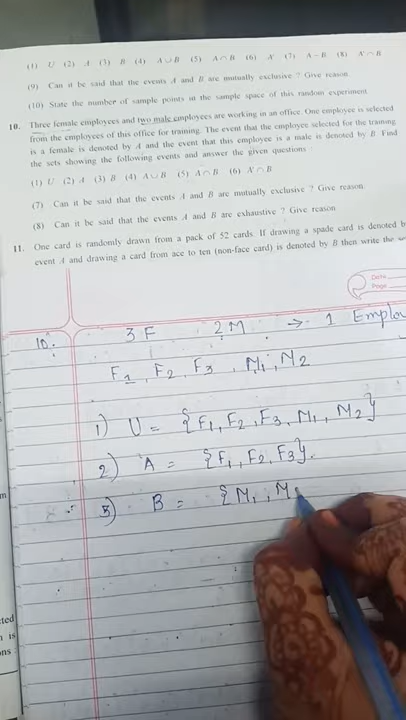 (1) U (2) A (3) B (4) A∪B (5) A∩B (6) A' (7) A−B (8) A'∩B
(9) Can it be said that the events A and B are mutually exclusive ? Give reason.
(10) State the number of sample points in the sample space of this random experiment.
10. Three female employees and two male employees are working in an office. One employee is selected
from the employees of this office for training. The event that the employee selected for the training
is a female is denoted by A and the event that this employee is a male is denoted by B. Find
the sets showing the following events and answer the given questions :
(1) U (2) A (3) B (4) A∪B (5) A∩B (6) A'∩B
(7) Can it be said that the events A and B are mutually exclusive ? Give reason.
(8) Can it be said that the events A and B are exhaustive ? Give reason
11. One card is randomly drawn from a pack of 52 cards. If drawing a spade card is denoted b
event A and drawing a card from ace to ten (non-face card) is denoted by B then write the
Date
Page
10. 3 F 2 M → 1 Emplo
F1, F2, F3, M1, M2
1) U = {F1, F2, F3, M1, M2}
2) A = {F1, F2, F3}.
3) B = {M1, M
ted
is
ons :